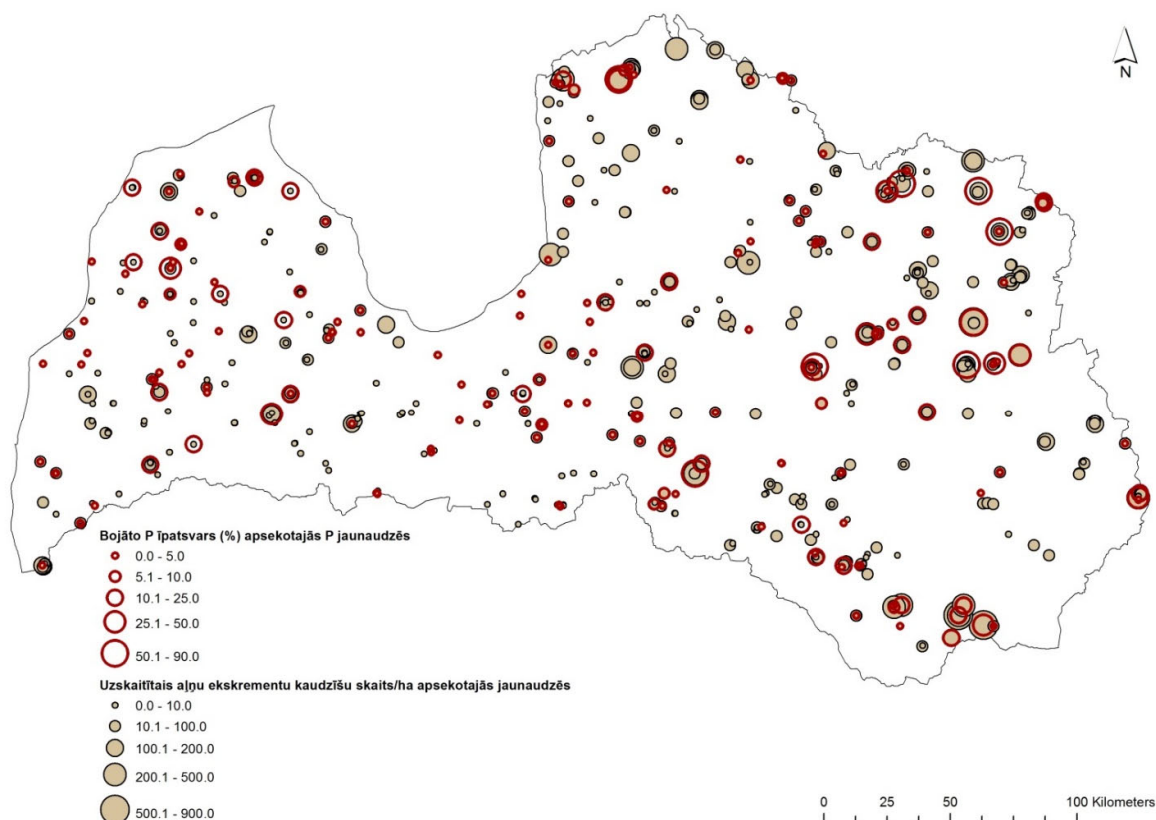 N
Bojāto P īpatsvars (%) apsekotajās P jaunaudzēs
0.0 - 5.0
5.1 - 10.0
10.1 - 25.0
25.1 - 50.0
50.1 - 90.0
Uzskaitītais aļņu ekskrementu kaudzīšu skaits/ha apsekotajās jaunaudzēs
0.0 - 10.0
10.1 - 100.0
100.1 - 200.0
200.1 - 500.0
500.1 - 900.0
0 25 50 100 Kilometers